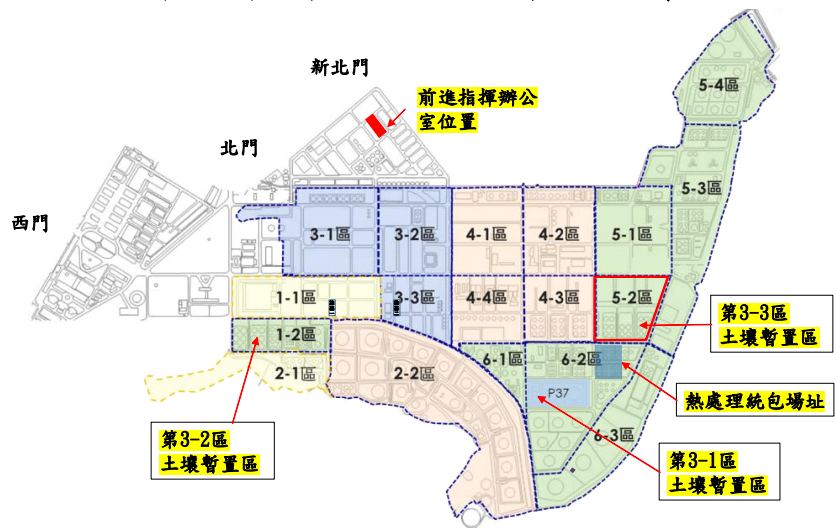 新北門
前進指揮辦公
室位置
北門
西門
5-4區
5-3區
3-1區
3-2區
4-1區
4-2區
5-1區
1-1區
3-3區
4-4區
4-3區
5-2區
第3-3區
土壤暫置區
1-2區
2-1區
2-2區
6-1區
6-2區
P37
熱處理統包場址
6-3區
第3-2區
土壤暫置區
第3-1區
土壤暫置區